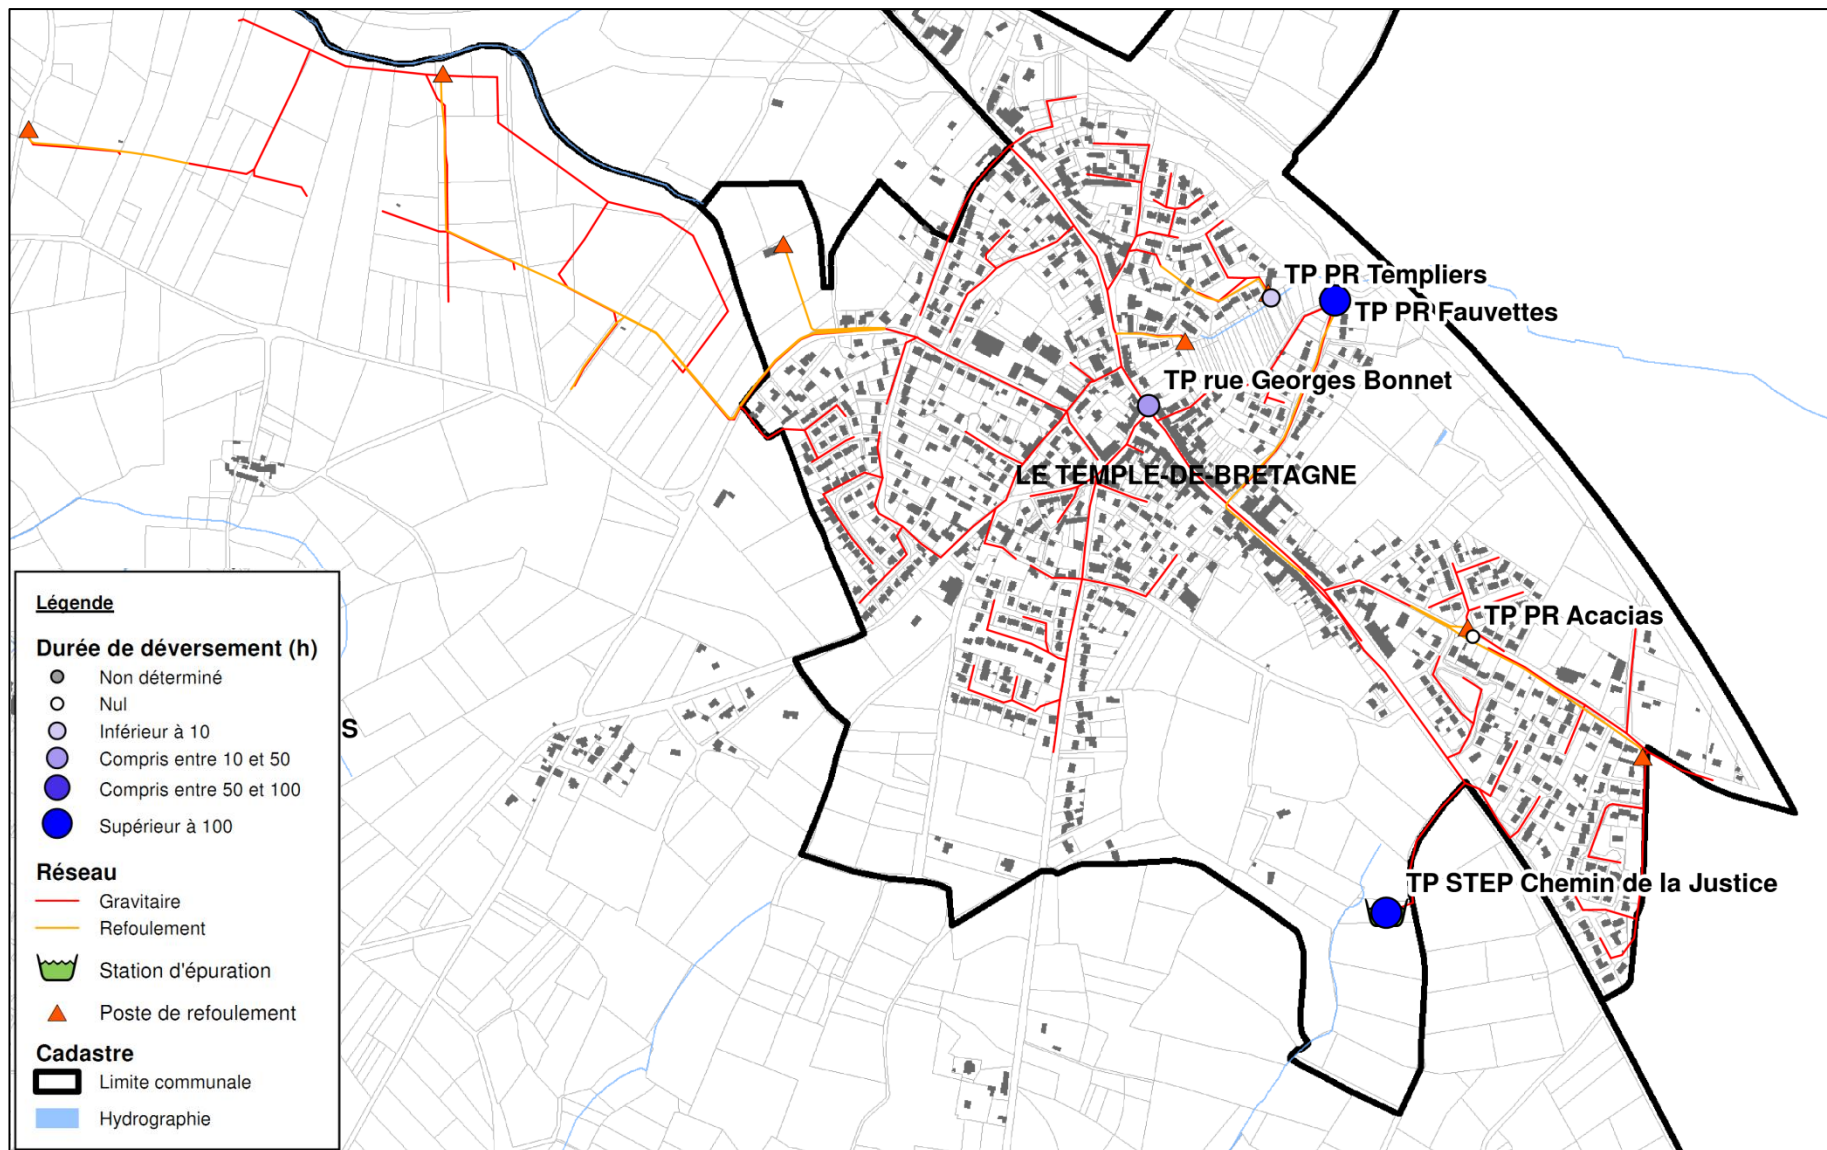 TP PR Templiers
TP PR Fauvettes
TP rue Georges Bonnet
LE TEMPLE-DE-BRETAGNE
TP PR Acacias
TP STEP Chemin de la Justice
S
Légende
Durée de déversement (h)
Non déterminé
Nul
Inférieur à 10
Compris entre 10 et 50
Compris entre 50 et 100
Supérieur à 100
Réseau
Gravitaire
Refoulement
Station d'épuration
Poste de refoulement
Cadastre
Limite communale
Hydrographie